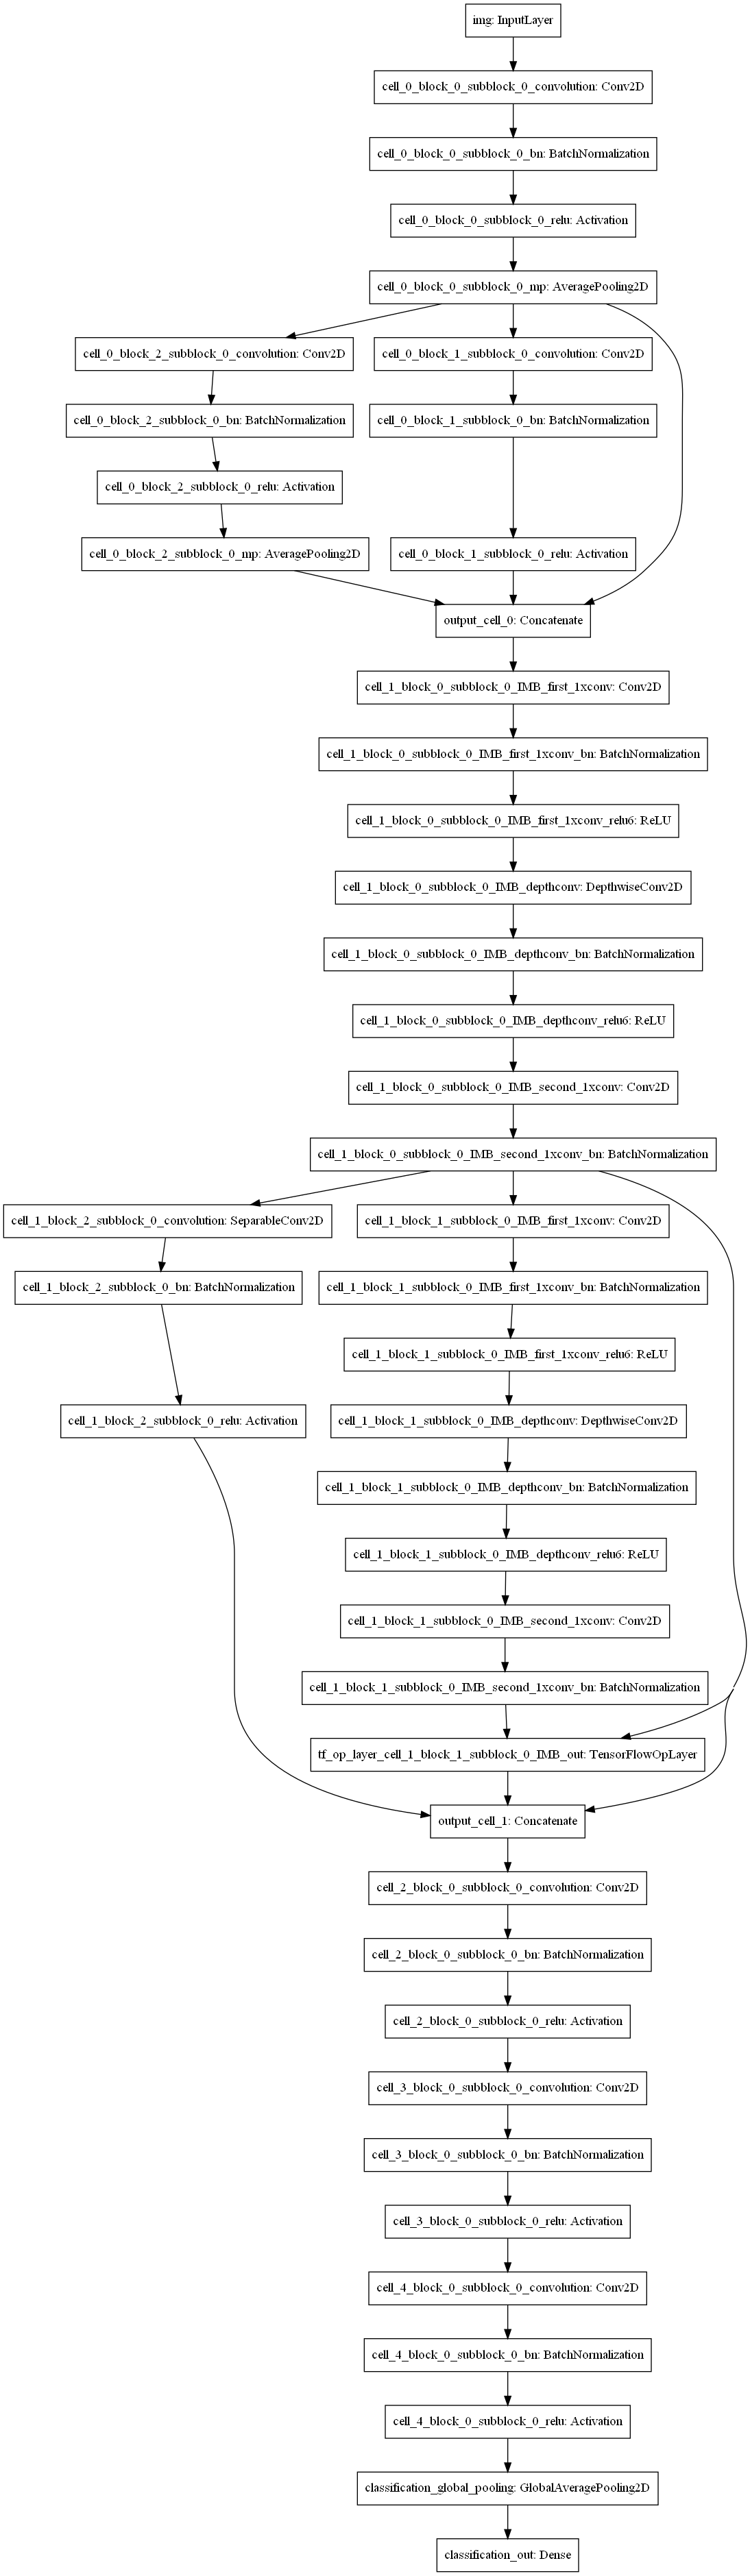 img: InputLayer
cell_0_block_0_subblock_0_convolution: Conv2D
cell_0_block_0_subblock_0_bn: BatchNormalization
cell_0_block_0_subblock_0_relu: Activation
cell_0_block_0_subblock_0_mp: AveragePooling2D
cell_0_block_2_subblock_0_convolution: Conv2D
cell_0_block_1_subblock_0_convolution: Conv2D
cell_0_block_2_subblock_0_bn: BatchNormalization
cell_0_block_1_subblock_0_bn: BatchNormalization
cell_0_block_2_subblock_0_relu: Activation
cell_0_block_2_subblock_0_mp: AveragePooling2D
cell_0_block_1_subblock_0_relu: Activation
output_cell_0: Concatenate
cell_1_block_0_subblock_0_IMB_first_1xconv: Conv2D
cell_1_block_0_subblock_0_IMB_first_1xconv_bn: BatchNormalization
cell_1_block_0_subblock_0_IMB_first_1xconv_relu6: ReLU
cell_1_block_0_subblock_0_IMB_depthconv: DepthwiseConv2D
cell_1_block_0_subblock_0_IMB_depthconv_bn: BatchNormalization
cell_1_block_0_subblock_0_IMB_depthconv_relu6: ReLU
cell_1_block_0_subblock_0_IMB_second_1xconv: Conv2D
cell_1_block_0_subblock_0_IMB_second_1xconv_bn: BatchNormalization
cell_1_block_2_subblock_0_convolution: SeparableConv2D
cell_1_block_1_subblock_0_IMB_first_1xconv: Conv2D
cell_1_block_2_subblock_0_bn: BatchNormalization
cell_1_block_1_subblock_0_IMB_first_1xconv_bn: BatchNormalization
cell_1_block_1_subblock_0_IMB_first_1xconv_relu6: ReLU
cell_1_block_2_subblock_0_relu: Activation
cell_1_block_1_subblock_0_IMB_depthconv: DepthwiseConv2D
cell_1_block_1_subblock_0_IMB_depthconv_bn: BatchNormalization
cell_1_block_1_subblock_0_IMB_depthconv_relu6: ReLU
cell_1_block_1_subblock_0_IMB_second_1xconv: Conv2D
cell_1_block_1_subblock_0_IMB_second_1xconv_bn: BatchNormalization
tf_op_layer_cell_1_block_1_subblock_0_IMB_out: TensorFlowOpLayer
output_cell_1: Concatenate
cell_2_block_0_subblock_0_convolution: Conv2D
cell_2_block_0_subblock_0_bn: BatchNormalization
cell_2_block_0_subblock_0_relu: Activation
cell_3_block_0_subblock_0_convolution: Conv2D
cell_3_block_0_subblock_0_bn: BatchNormalization
cell_3_block_0_subblock_0_relu: Activation
cell_4_block_0_subblock_0_convolution: Conv2D
cell_4_block_0_subblock_0_bn: BatchNormalization
cell_4_block_0_subblock_0_relu: Activation
classification_global_pooling: GlobalAveragePooling2D
classification_out: Dense